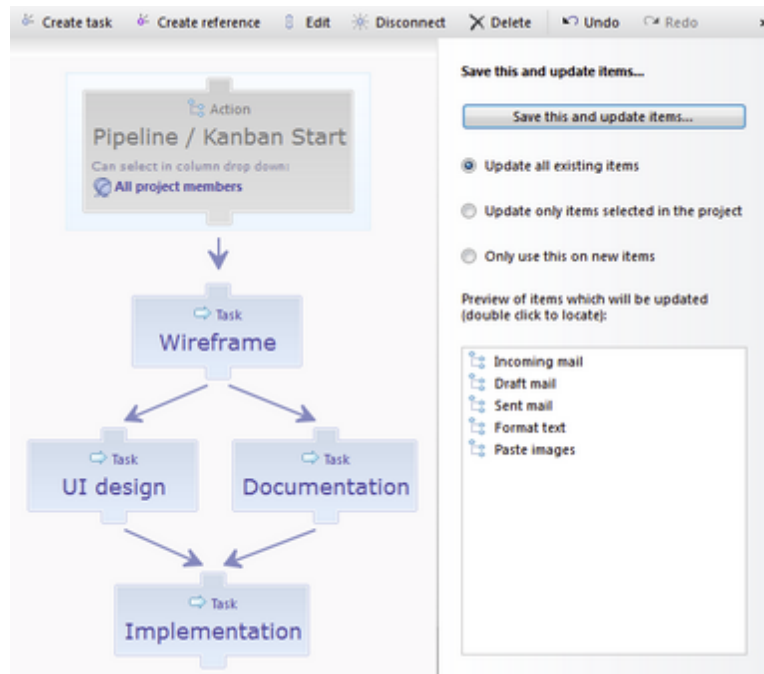 Create task Create reference Edit Disconnect Delete Undo Redo
Save this and update items...
Save this and update items...
Action
Pipeline / Kanban Start
Can select in column drop down:
All project members
Update all existing items
Update only items selected in the project
Only use this on new items
Preview of items which will be updated
(double click to locate):
Incoming mail
Draft mail
Sent mail
Format text
Paste images
Task
Wireframe
Task
UI design
Task
Documentation
Task
Implementation